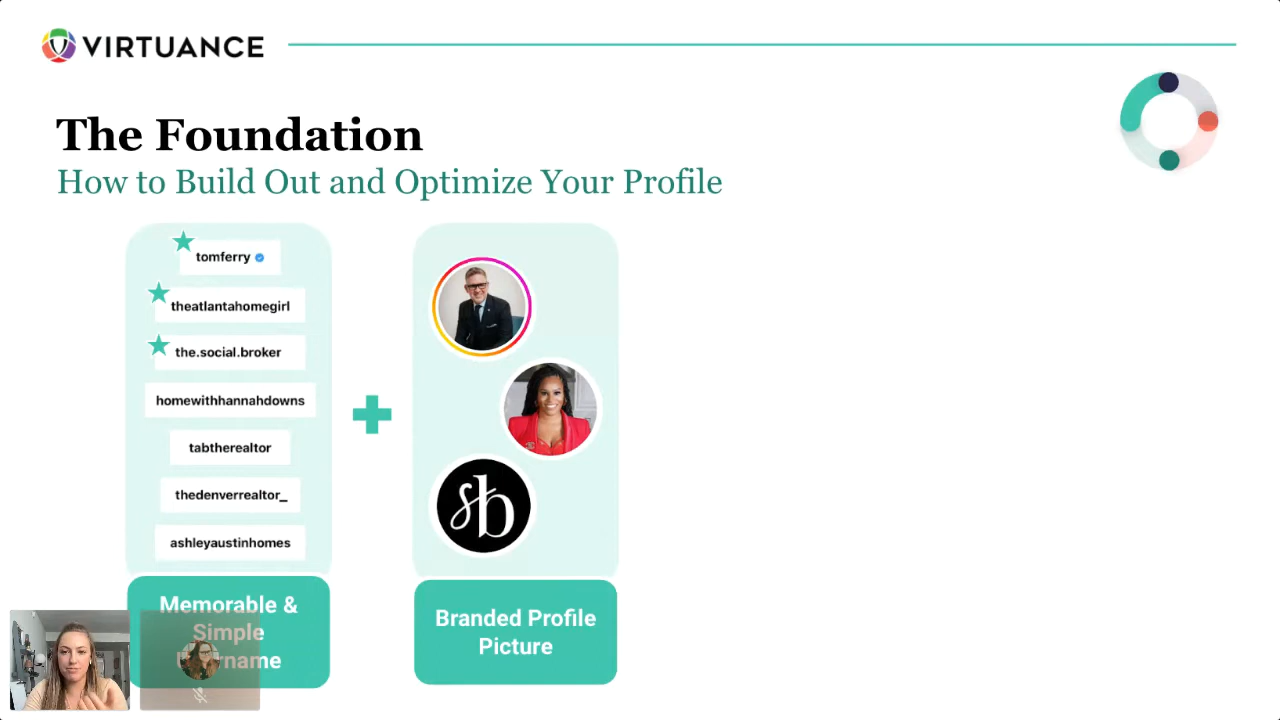 VIRTUANCE
The Foundation
How to Build Out and Optimize Your Profile
tomferry
theatlantahomegirl
the.social.broker
homewithhannahdowns
tabtherealtor
thedenverrealtor_
ashleyaustinhomes
sb
Memorable &
Simple
Branded Profile
Picture